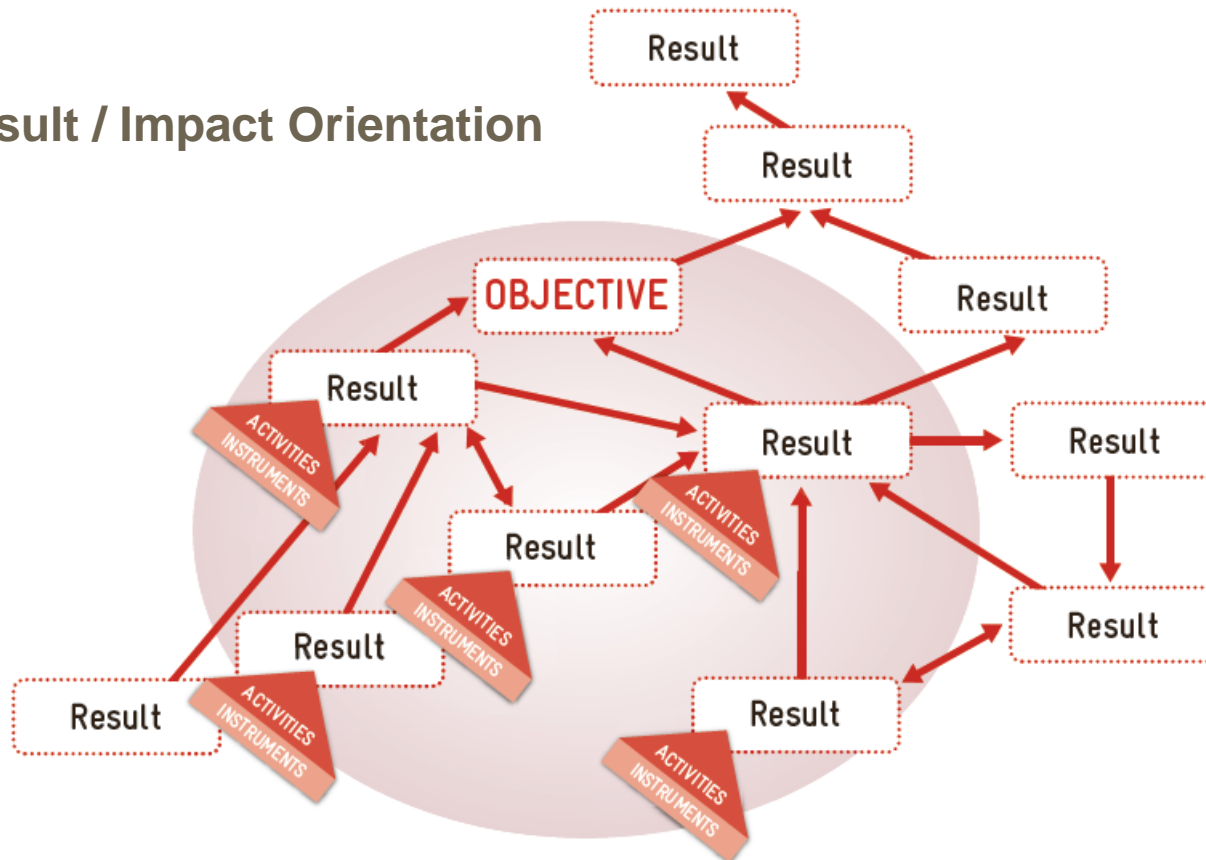 Result
sult / Impact Orientation
Result
OBJECTIVE
Result
Result
ACTIVITIES
INSTRUMENTS
Result
Result
ACTIVITIES
INSTRUMENTS
Result
ACTIVITIES
INSTRUMENTS
Result
Result
ACTIVITIES
INSTRUMENTS
Result
Result
ACTIVITIES
INSTRUMENTS